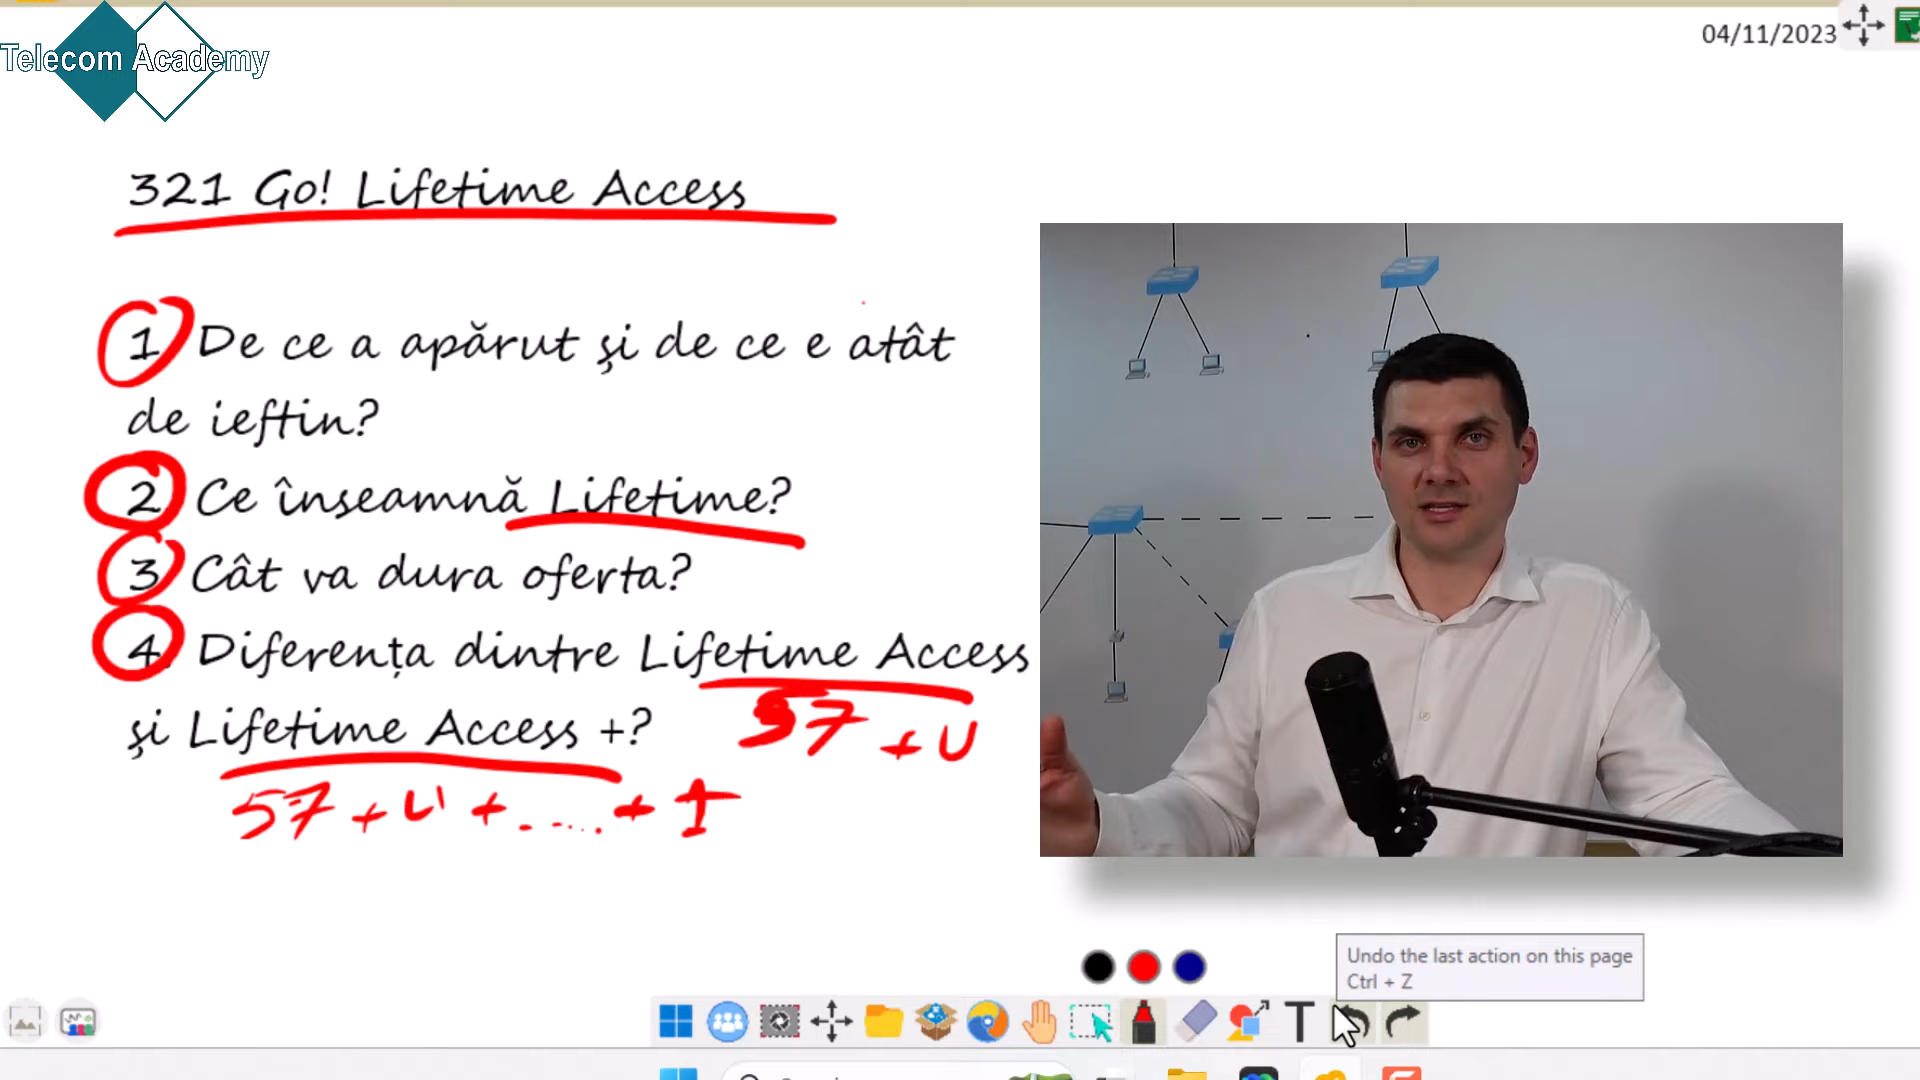 Telecom Academy
04/11/2023
321 Go! Lifetime Access
1. De ce a apărut şi de ce e atât
de ieftin?
2. Ce înseamnă Lifetime?
3. Cât va dura oferta?
4. Diferența dintre Lifetime Access
57 + U
şi Lifetime Access +?
57 + U + .... + 1
Undo the last action on this page
Ctrl + Z
T